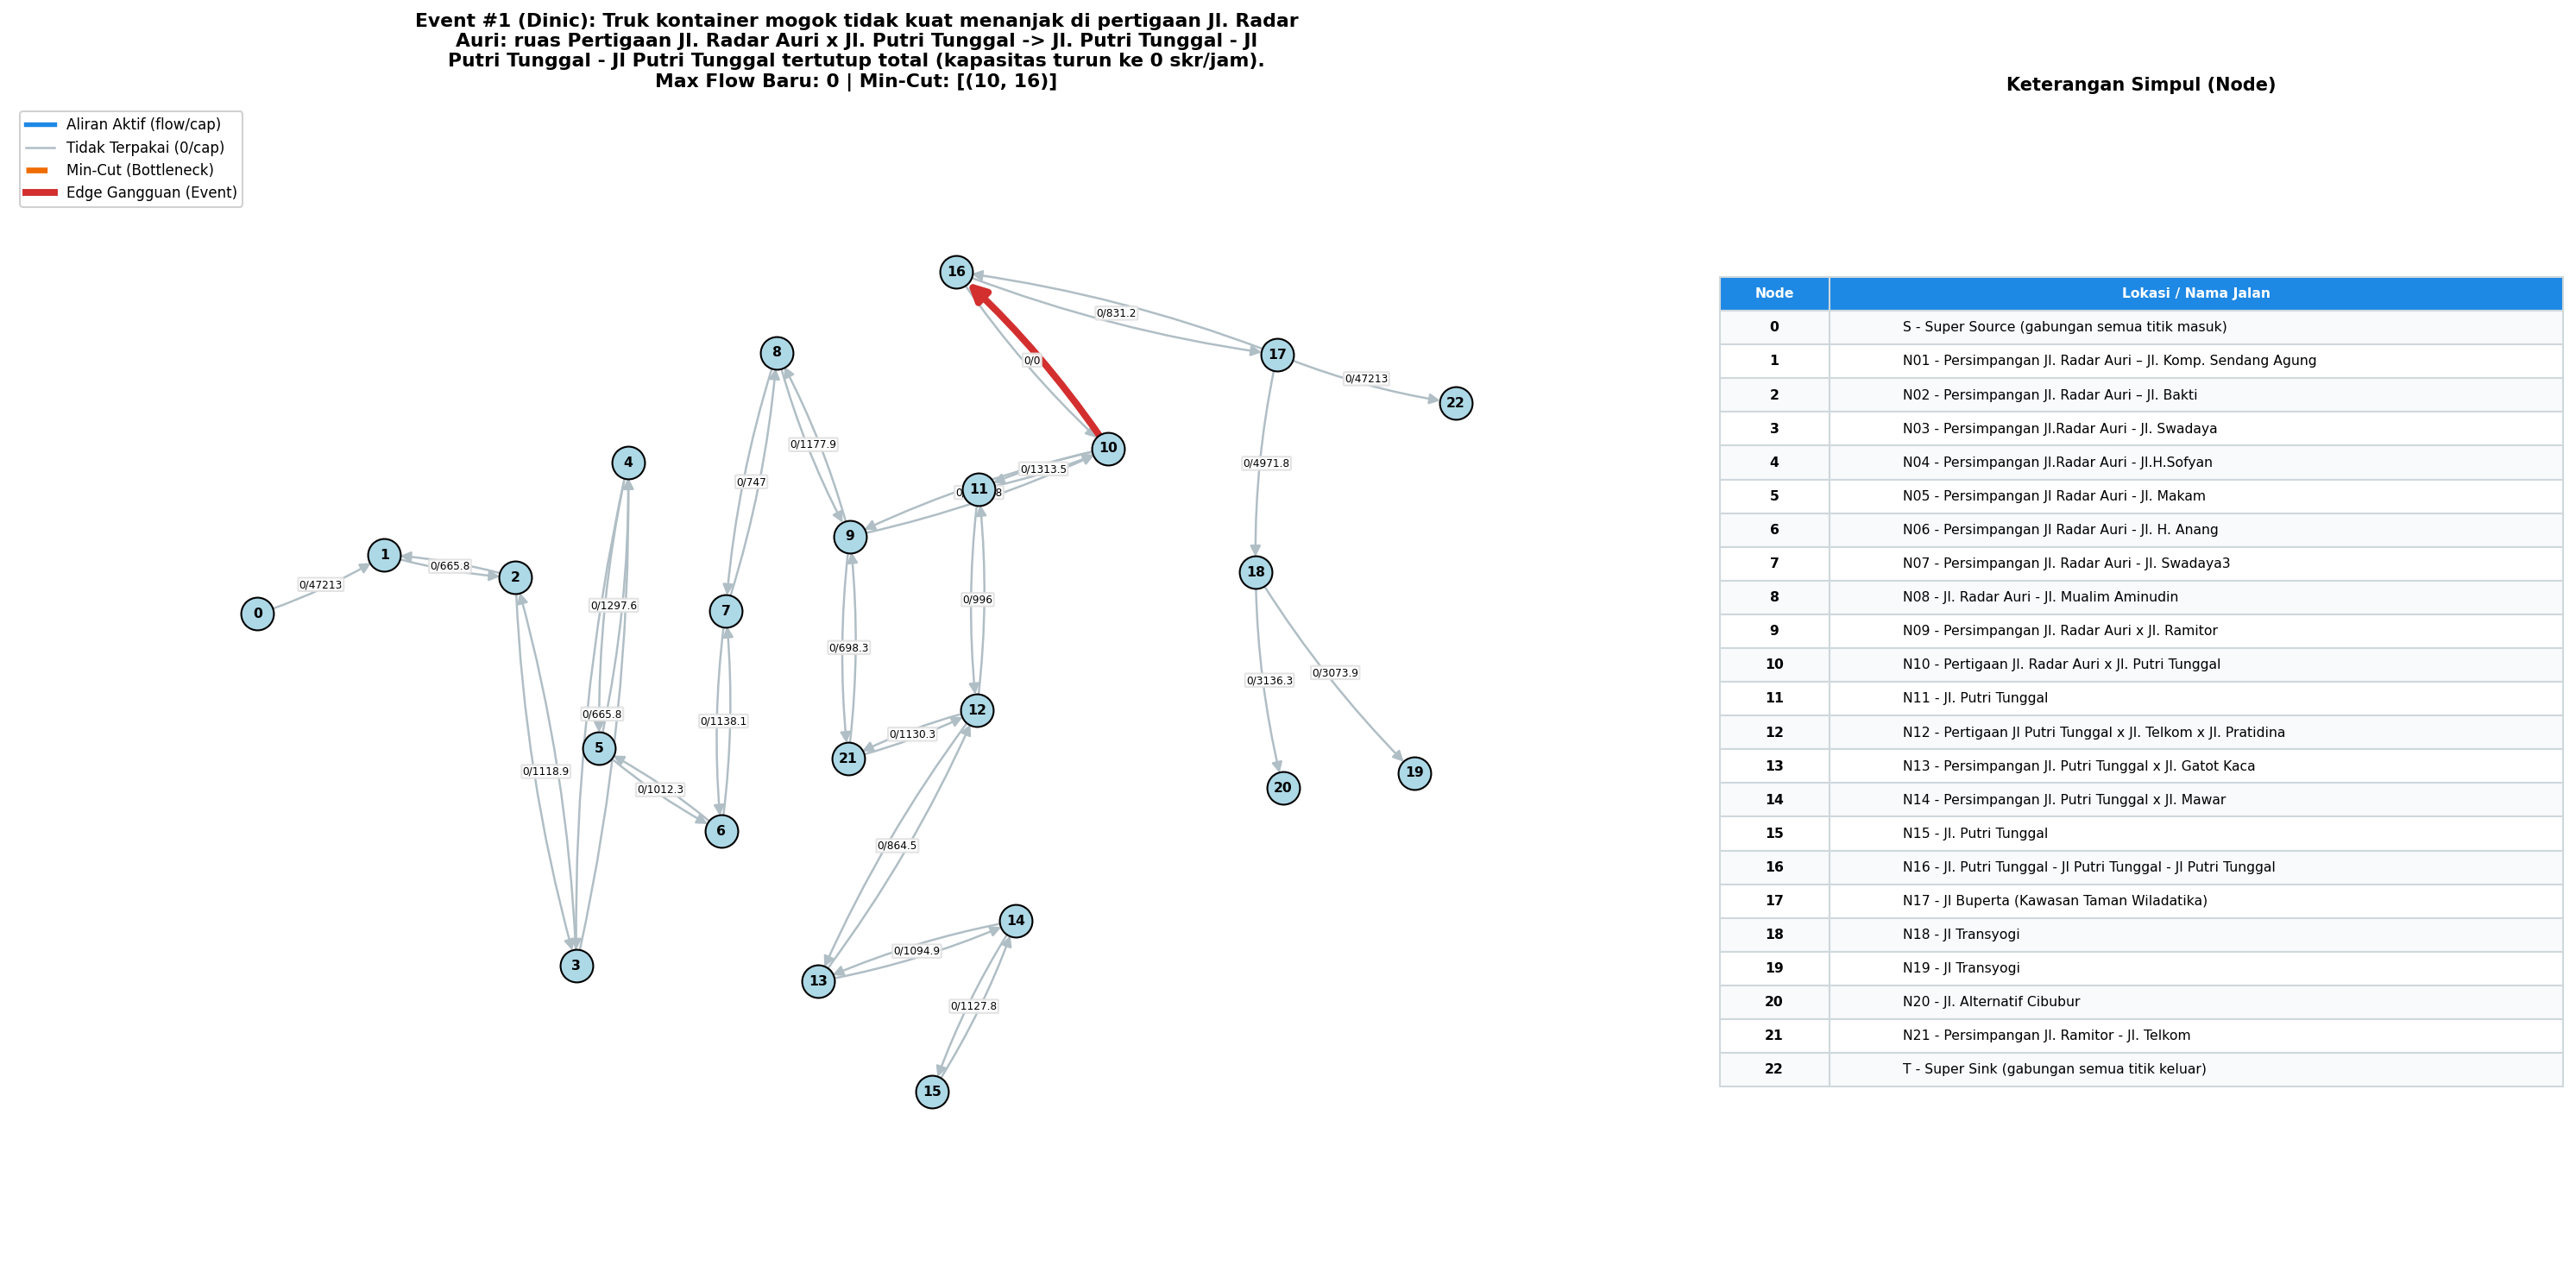 Event #1 (Dinic): Truk kontainer mogok tidak kuat menanjak di pertigaan Jl. Radar
Auri: ruas Pertigaan Jl. Radar Auri x Jl. Putri Tunggal -> Jl. Putri Tunggal - Jl
Putri Tunggal - Jl Putri Tunggal tertutup total (kapasitas turun ke 0 skr/jam).
Max Flow Baru: 0 | Min-Cut: [(10, 16)]
Aliran Aktif (flow/cap)
Tidak Terpakai (0/cap)
Min-Cut (Bottleneck)
Edge Gangguan (Event)
16
0/831.2
8
17
0/0
0/47213
22
0/1177.9
10
4
0/4971.8
0/1313.5
0/747
11
9
1
0/665.8
2
18
0/47213
0/1297.6
0/996
0
7
0/698.3
0/3073.9
0/3136.3
0/665.8
12
0/1138.1
0/1130.3
5
21
0/1118.9
19
0/1012.3
20
6
0/864.5
14
0/1094.9
3
13
0/1127.8
15
Keterangan Simpul (Node)
Node Lokasi / Nama Jalan
0 S - Super Source (gabungan semua titik masuk)
1 N01 - Persimpangan Jl. Radar Auri – Jl. Komp. Sendang Agung
2 N02 - Persimpangan Jl. Radar Auri – Jl. Bakti
3 N03 - Persimpangan Jl.Radar Auri - Jl. Swadaya
4 N04 - Persimpangan Jl.Radar Auri - Jl.H.Sofyan
5 N05 - Persimpangan Jl Radar Auri - Jl. Makam
6 N06 - Persimpangan Jl Radar Auri - Jl. H. Anang
7 N07 - Persimpangan Jl. Radar Auri - Jl. Swadaya3
8 N08 - Jl. Radar Auri - Jl. Mualim Aminudin
9 N09 - Persimpangan Jl. Radar Auri x Jl. Ramitor
10 N10 - Pertigaan Jl. Radar Auri x Jl. Putri Tunggal
11 N11 - Jl. Putri Tunggal
12 N12 - Pertigaan Jl Putri Tunggal x Jl. Telkom x Jl. Pratidina
13 N13 - Persimpangan Jl. Putri Tunggal x Jl. Gatot Kaca
14 N14 - Persimpangan Jl. Putri Tunggal x Jl. Mawar
15 N15 - Jl. Putri Tunggal
16 N16 - Jl. Putri Tunggal - Jl Putri Tunggal - Jl Putri Tunggal
17 N17 - Jl Buperta (Kawasan Taman Wiladatika)
18 N18 - Jl Transyogi
19 N19 - Jl Transyogi
20 N20 - Jl. Alternatif Cibubur
21 N21 - Persimpangan Jl. Ramitor - Jl. Telkom
22 T - Super Sink (gabungan semua titik keluar)